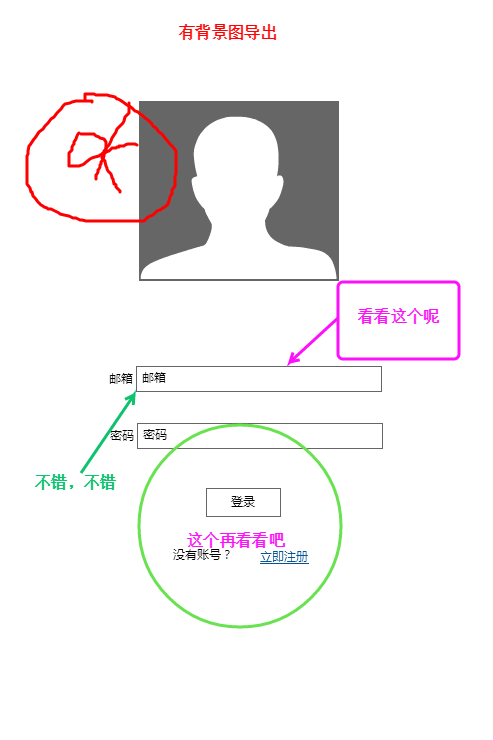 有背景图导出
看看这个呢
邮箱 邮箱
密码 密码
不错，不错
登录
这个再看看吧
没有账号？ 立即注册